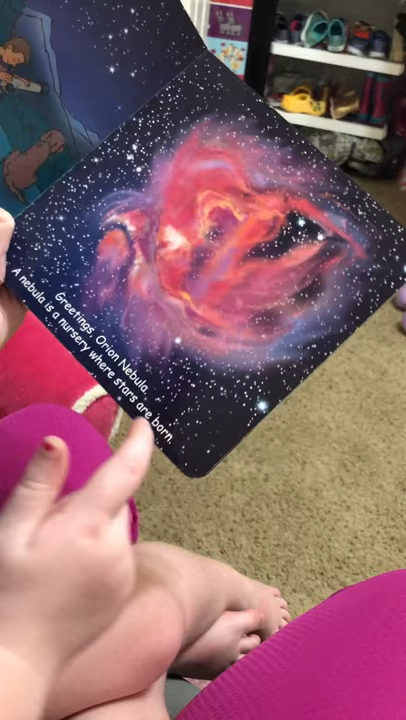 Greetings, Orion Nebula.
A nebula is a nursery where stars are born.